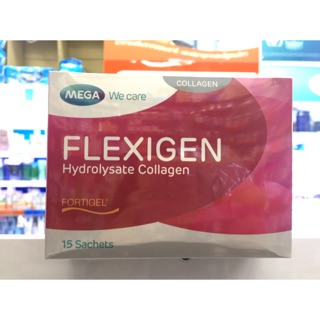 COLLAGEN
MEGA We care
FLEXIGEN
Hydrolysate Collagen
FORTIGEL®
15 Sachets